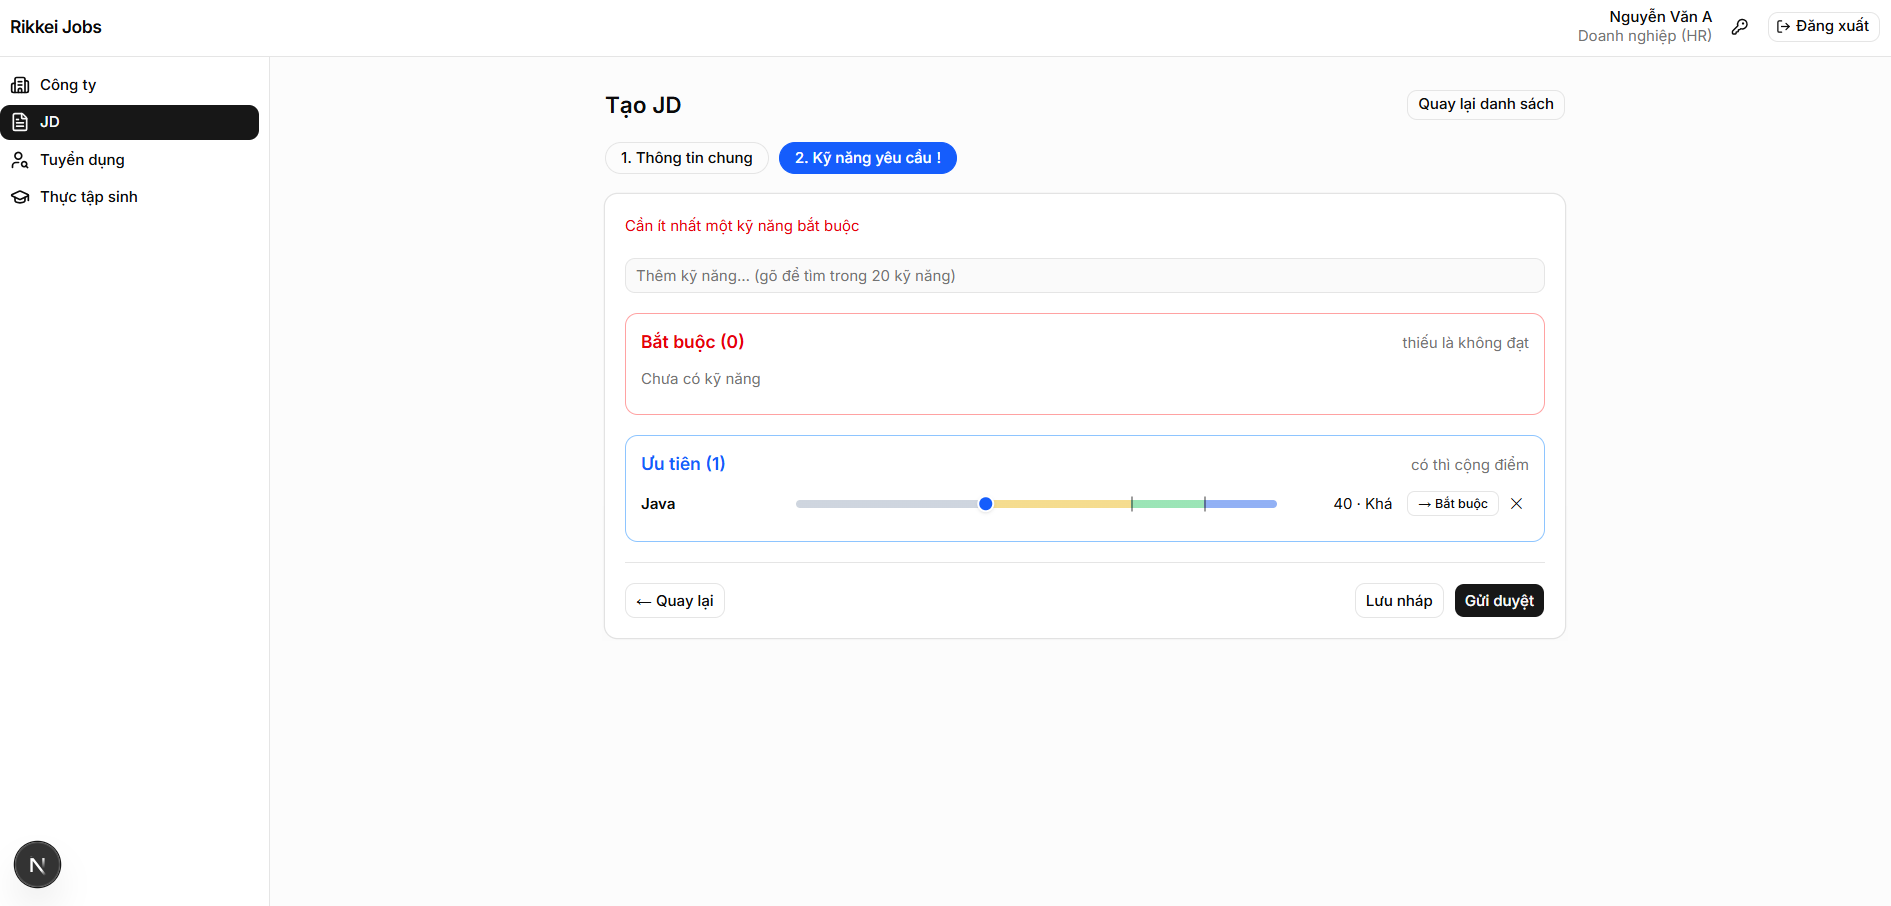 Rikkei Jobs
Nguyễn Văn A
Doanh nghiệp (HR)
Đăng xuất
Công ty
JD
Tuyển dụng
Thực tập sinh
Tạo JD
Quay lại danh sách
1. Thông tin chung
2. Kỹ năng yêu cầu !
Cần ít nhất một kỹ năng bắt buộc
Thêm kỹ năng... (gõ để tìm trong 20 kỹ năng)
Bắt buộc (0)
thiếu là không đạt
Chưa có kỹ năng
Ưu tiên (1)
có thì cộng điểm
Java
40 · Khá
→ Bắt buộc
← Quay lại
Lưu nháp
Gửi duyệt
N